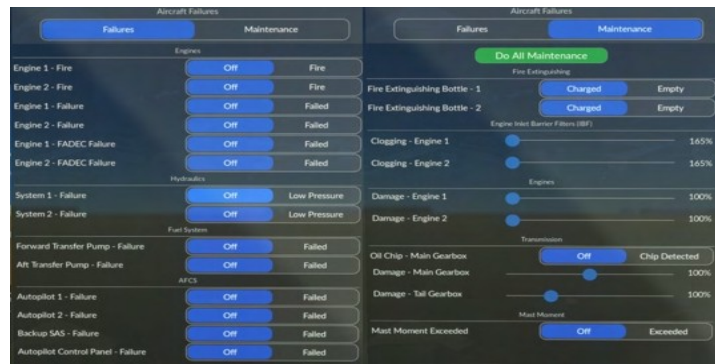 Aircraft Failures
Failures Maintenance
Engines
Engine 1 - Fire Off Fire
Engine 2 - Fire Off Fire
Engine 1 - Failure Off Failed
Engine 2 - Failure Off Failed
Engine 1 - FADEC Failure Off Failed
Engine 2 - FADEC Failure Off Failed
Hydraulics
System 1 - Failure Off Low Pressure
System 2 - Failure Off Low Pressure
Fuel System
Forward Transfer Pump - Failure Off Failed
Aft Transfer Pump - Failure Off Failed
AFCS
Autopilot 1 - Failure Off Failed
Autopilot 2 - Failure Off Failed
Backup SAS - Failure Off Failed
Autopilot Control Panel - Failure Off Failed
Aircraft Failures
Failures Maintenance
Do All Maintenance
Fire Extinguishing
Fire Extinguishing Bottle - 1 Charged Empty
Fire Extinguishing Bottle - 2 Charged Empty
Engine Inlet Barrier Filters (IBF)
Clogging - Engine 1 165%
Clogging - Engine 2 165%
Engines
Damage - Engine 1 100%
Damage - Engine 2 100%
Transmission
Oil Chip - Main Gearbox Off Chip Detected
Damage - Main Gearbox 100%
Damage - Tail Gearbox 100%
Mast Moment
Mast Moment Exceeded Off Exceeded